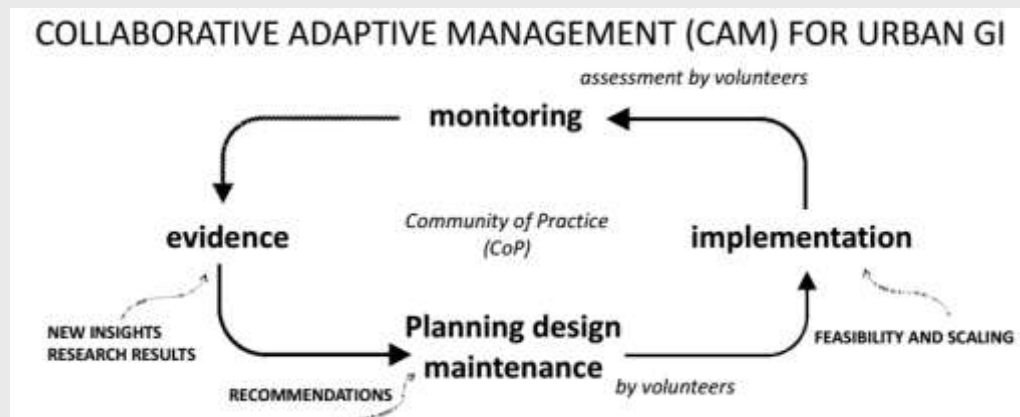 COLLABORATIVE ADAPTIVE MANAGEMENT (CAM) FOR URBAN GI
assessment by volunteers
monitoring
evidence
Community of Practice
(CoP)
implementation
NEW INSIGHTS
RESEARCH RESULTS
Planning design
maintenance
FEASIBILITY AND SCALING
RECOMMENDATIONS
by volunteers